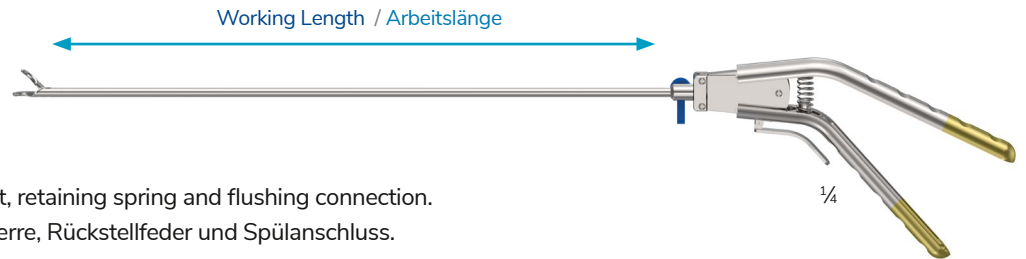 Working Length / Arbeitslänge
t, retaining spring and flushing connection.
erre, Rückstellfeder und Spülanschluss.
¼